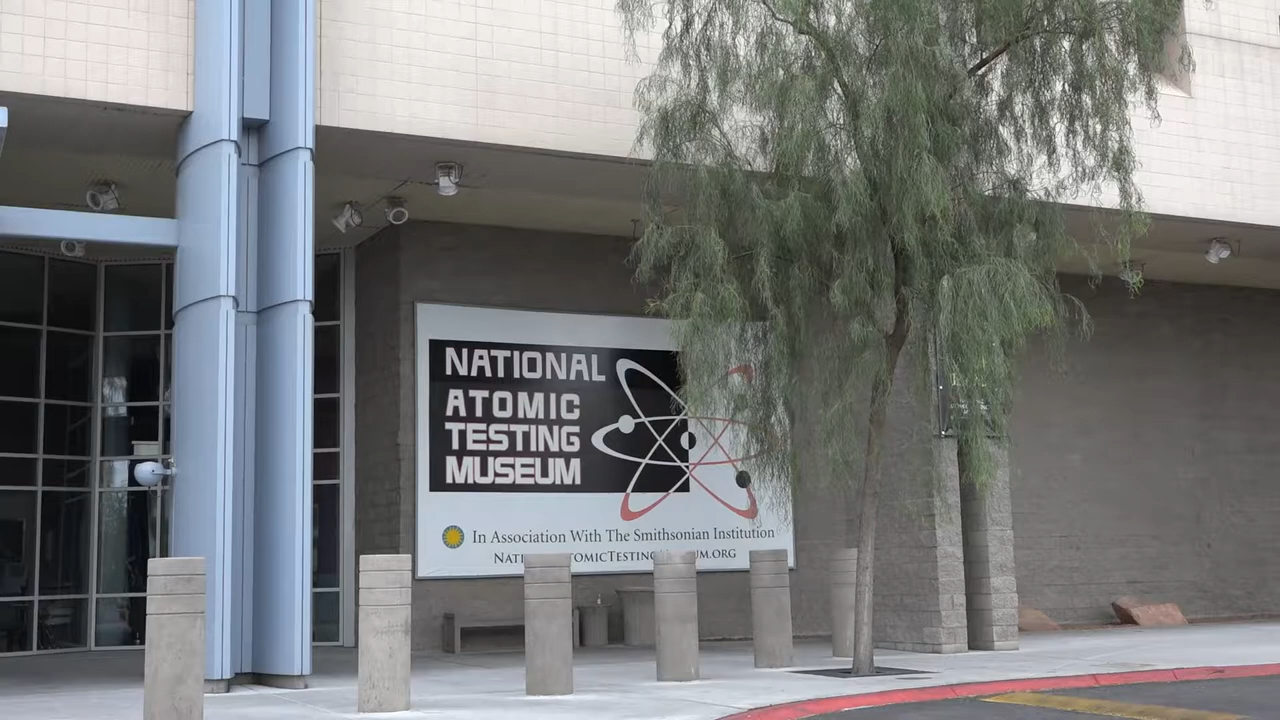 NATIONAL
ATOMIC
TESTING
MUSEUM
In Association With The Smithsonian Institution